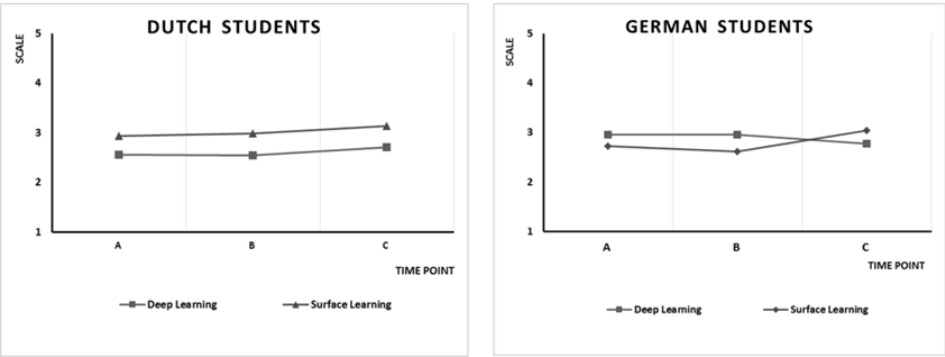 DUTCH STUDENTS
SCALE
5
4
3
2
1
A B C
TIME POINT
Deep Learning Surface Learning
GERMAN STUDENTS
SCALE
5
4
3
2
1
A B C
TIME POINT
Deep Learning Surface Learning